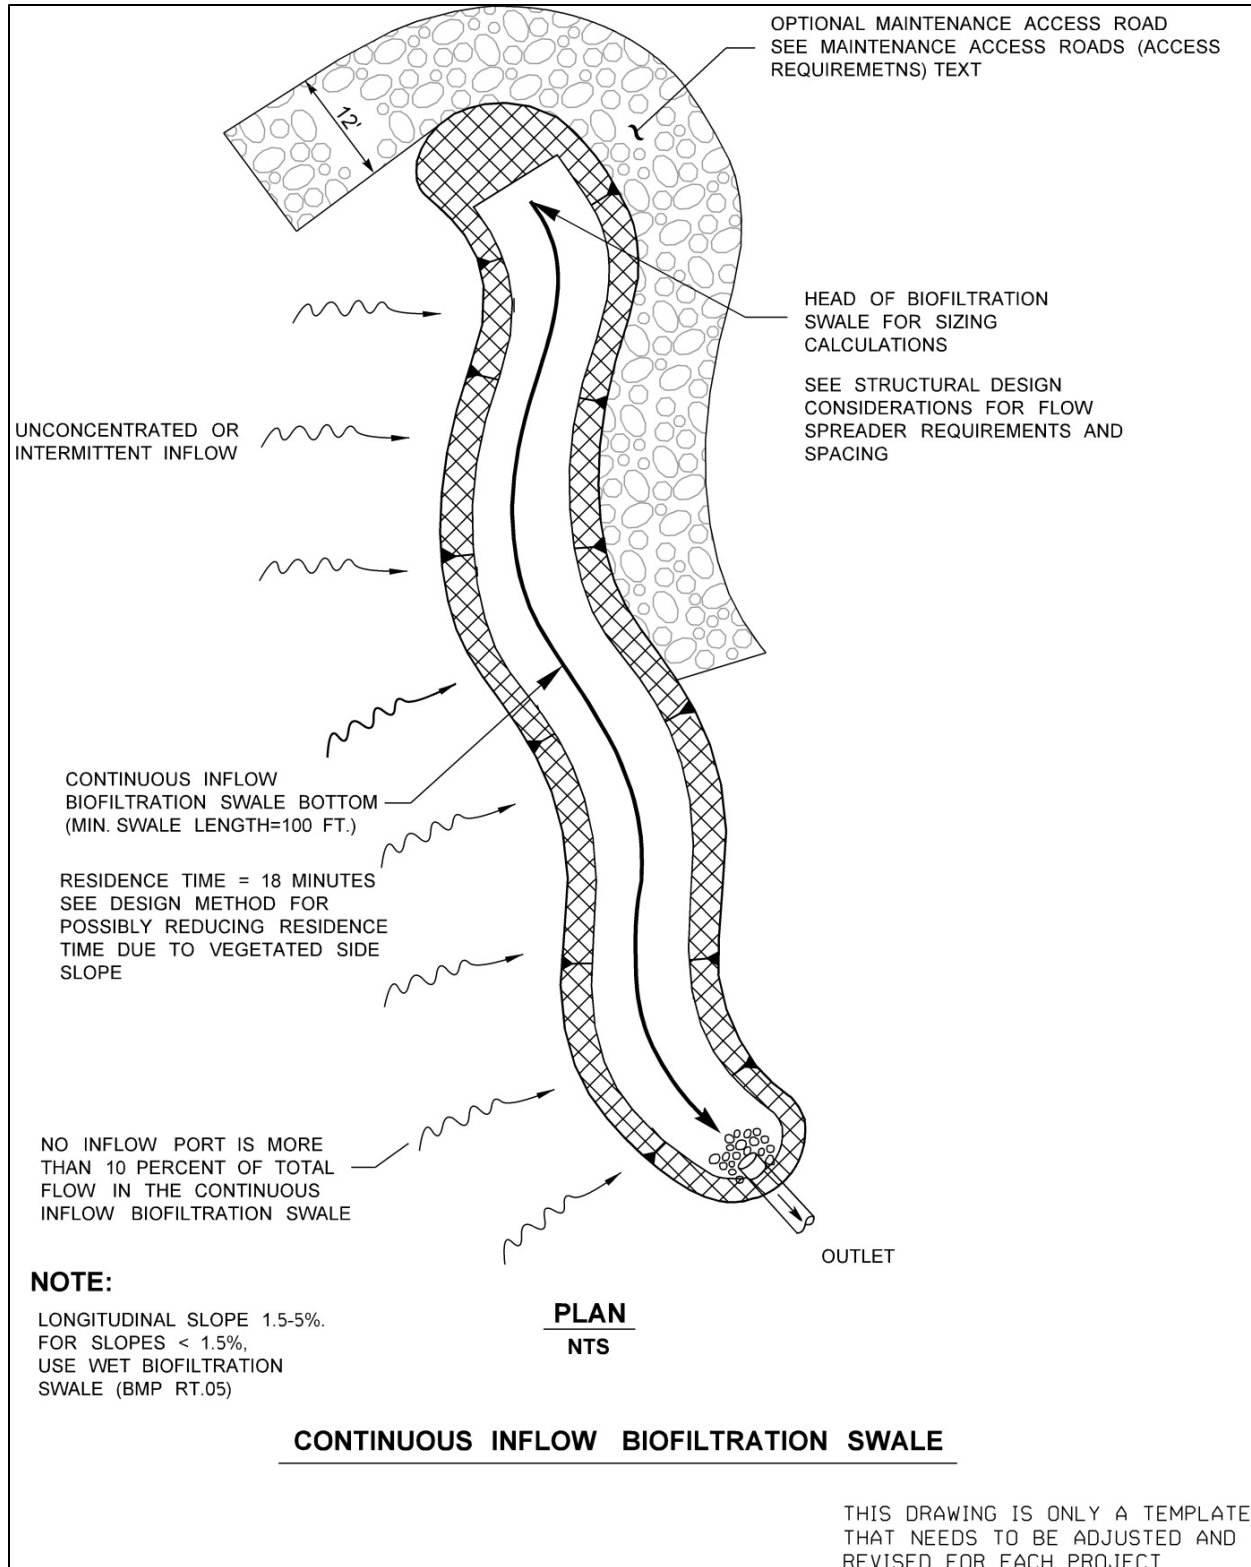 OPTIONAL MAINTENANCE ACCESS ROAD
SEE MAINTENANCE ACCESS ROADS (ACCESS
REQUIREMETNS) TEXT
12'
HEAD OF BIOFILTRATION
SWALE FOR SIZING
CALCULATIONS
SEE STRUCTURAL DESIGN
CONSIDERATIONS FOR FLOW
SPREADER REQUIREMENTS AND
SPACING
UNCONCENTRATED OR
INTERMITTENT INFLOW
CONTINUOUS INFLOW
BIOFILTRATION SWALE BOTTOM
(MIN. SWALE LENGTH=100 FT.)
RESIDENCE TIME = 18 MINUTES
SEE DESIGN METHOD FOR
POSSIBLY REDUCING RESIDENCE
TIME DUE TO VEGETATED SIDE
SLOPE
NO INFLOW PORT IS MORE
THAN 10 PERCENT OF TOTAL
FLOW IN THE CONTINUOUS
INFLOW BIOFILTRATION SWALE
OUTLET
NOTE:
LONGITUDINAL SLOPE 1.5-5%.
FOR SLOPES < 1.5%,
USE WET BIOFILTRATION
SWALE (BMP RT.05)
PLAN
NTS
CONTINUOUS INFLOW BIOFILTRATION SWALE
THIS DRAWING IS ONLY A TEMPLATE
THAT NEEDS TO BE ADJUSTED AND
REVISED FOR EACH PROJECT